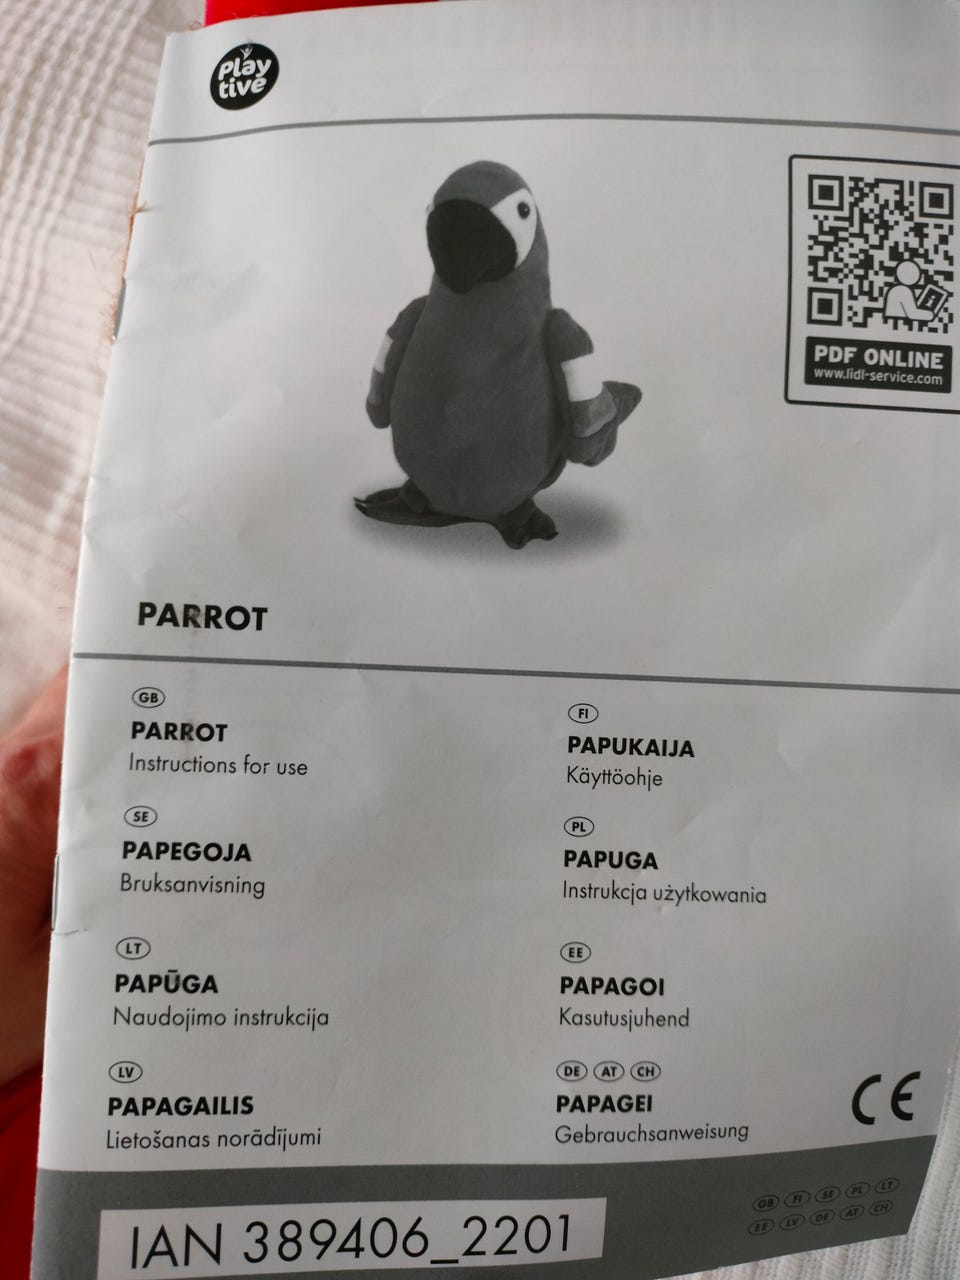 Play
tive
PDF ONLINE
www.lidl-service.com
PARROT
GB
PARROT
Instructions for use
FI
PAPUKAIJA
Käyttöohje
SE
PAPEGOJA
Bruksanvisning
PL
PAPUGA
Instrukcja użytkowania
LT
PAPŪGA
Naudojimo instrukcija
EE
PAPAGOI
Kasutusjuhend
LV
PAPAGAILIS
Lietošanas norādījumi
DE AT CH
PAPAGEI
Gebrauchsanweisung
CE
IAN 389406_2201
GB FI SE PL LT
EE LV DE AT CH